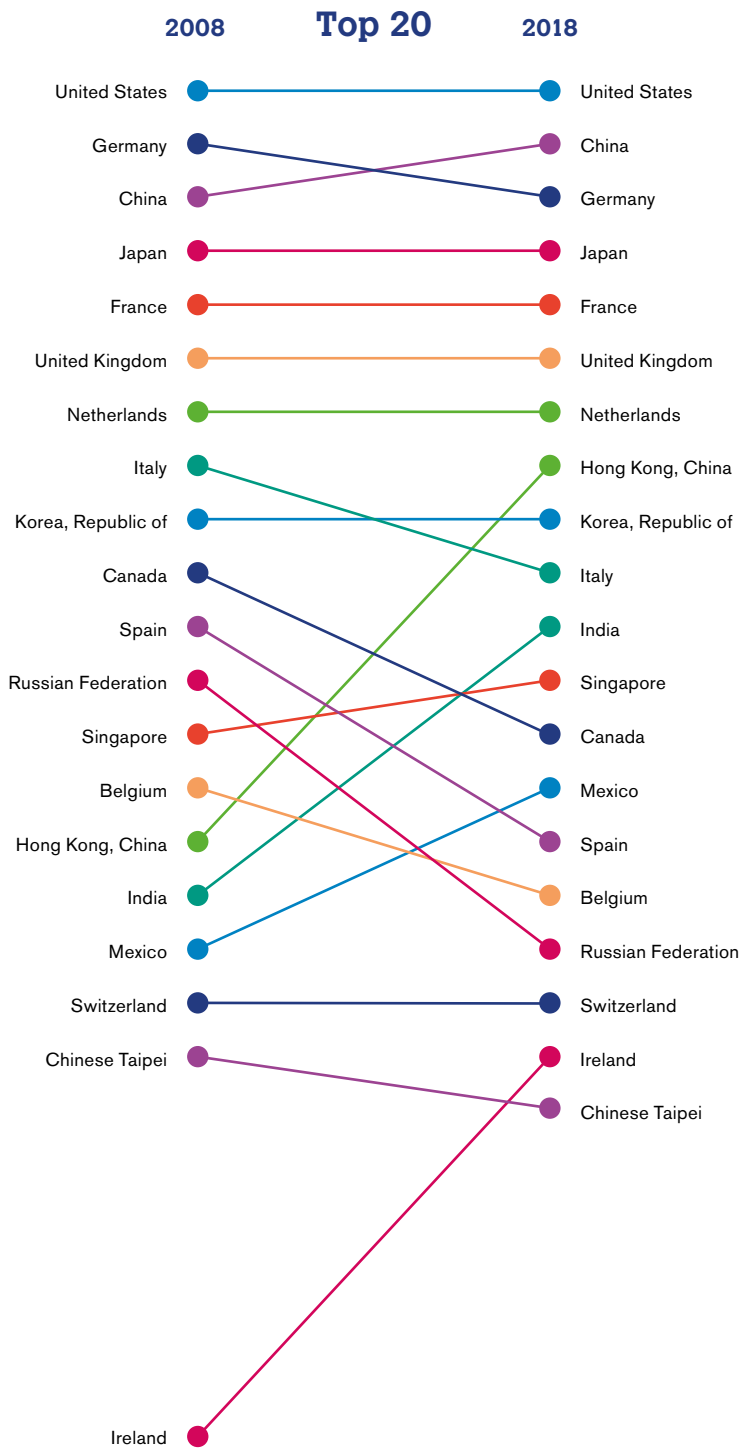 2008 Top 20 2018
United States United States
Germany China
China Germany
Japan Japan
France France
United Kingdom United Kingdom
Netherlands Netherlands
Italy Hong Kong, China
Korea, Republic of Korea, Republic of
Canada Italy
Spain India
Russian Federation Singapore
Singapore Canada
Belgium Mexico
Hong Kong, China Spain
India Belgium
Mexico Russian Federation
Switzerland Switzerland
Chinese Taipei Ireland
Chinese Taipei
Ireland